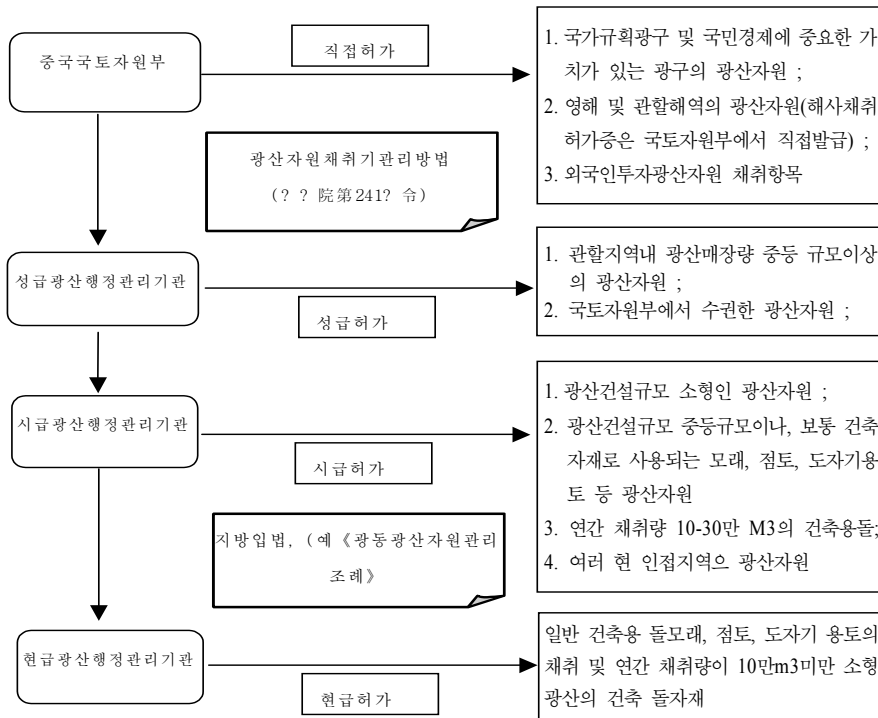 중국국토자원부
직접허가
1. 국가규획광구 및 국민경제에 중요한 가
치가 있는 광구의 광산자원 ;
2. 영해 및 관할해역의 광산자원(해사채취
허가증은 국토자원부에서 직접발급) ;
3. 외국인투자광산자원 채취항목
광산자원채취기관리방법
(? ? 院第241? 令)
성급광산행정관리기관
성급허가
1. 관할지역내 광산매장량 중등 규모이상
의 광산자원 ;
2. 국토자원부에서 수권한 광산자원 ;
시급광산행정관리기관
시급허가
1. 광산건설규모 소형인 광산자원 ;
2. 광산건설규모 중등규모이나, 보통 건축
자재로 사용되는 모래, 점토, 도자기용
토 등 광산자원
3. 연간 채취량 10-30만 M3의 건축용돌;
4. 여러 현 인접지역으 광산자원
지방입법, (예《광동광산자원관리
조례》
현급광산행정관리기관
현급허가
일반 건축용 돌모래, 점토, 도자기 용토의
채취 및 연간 채취량이 10만m3미만 소형
광산의 건축 돌자재